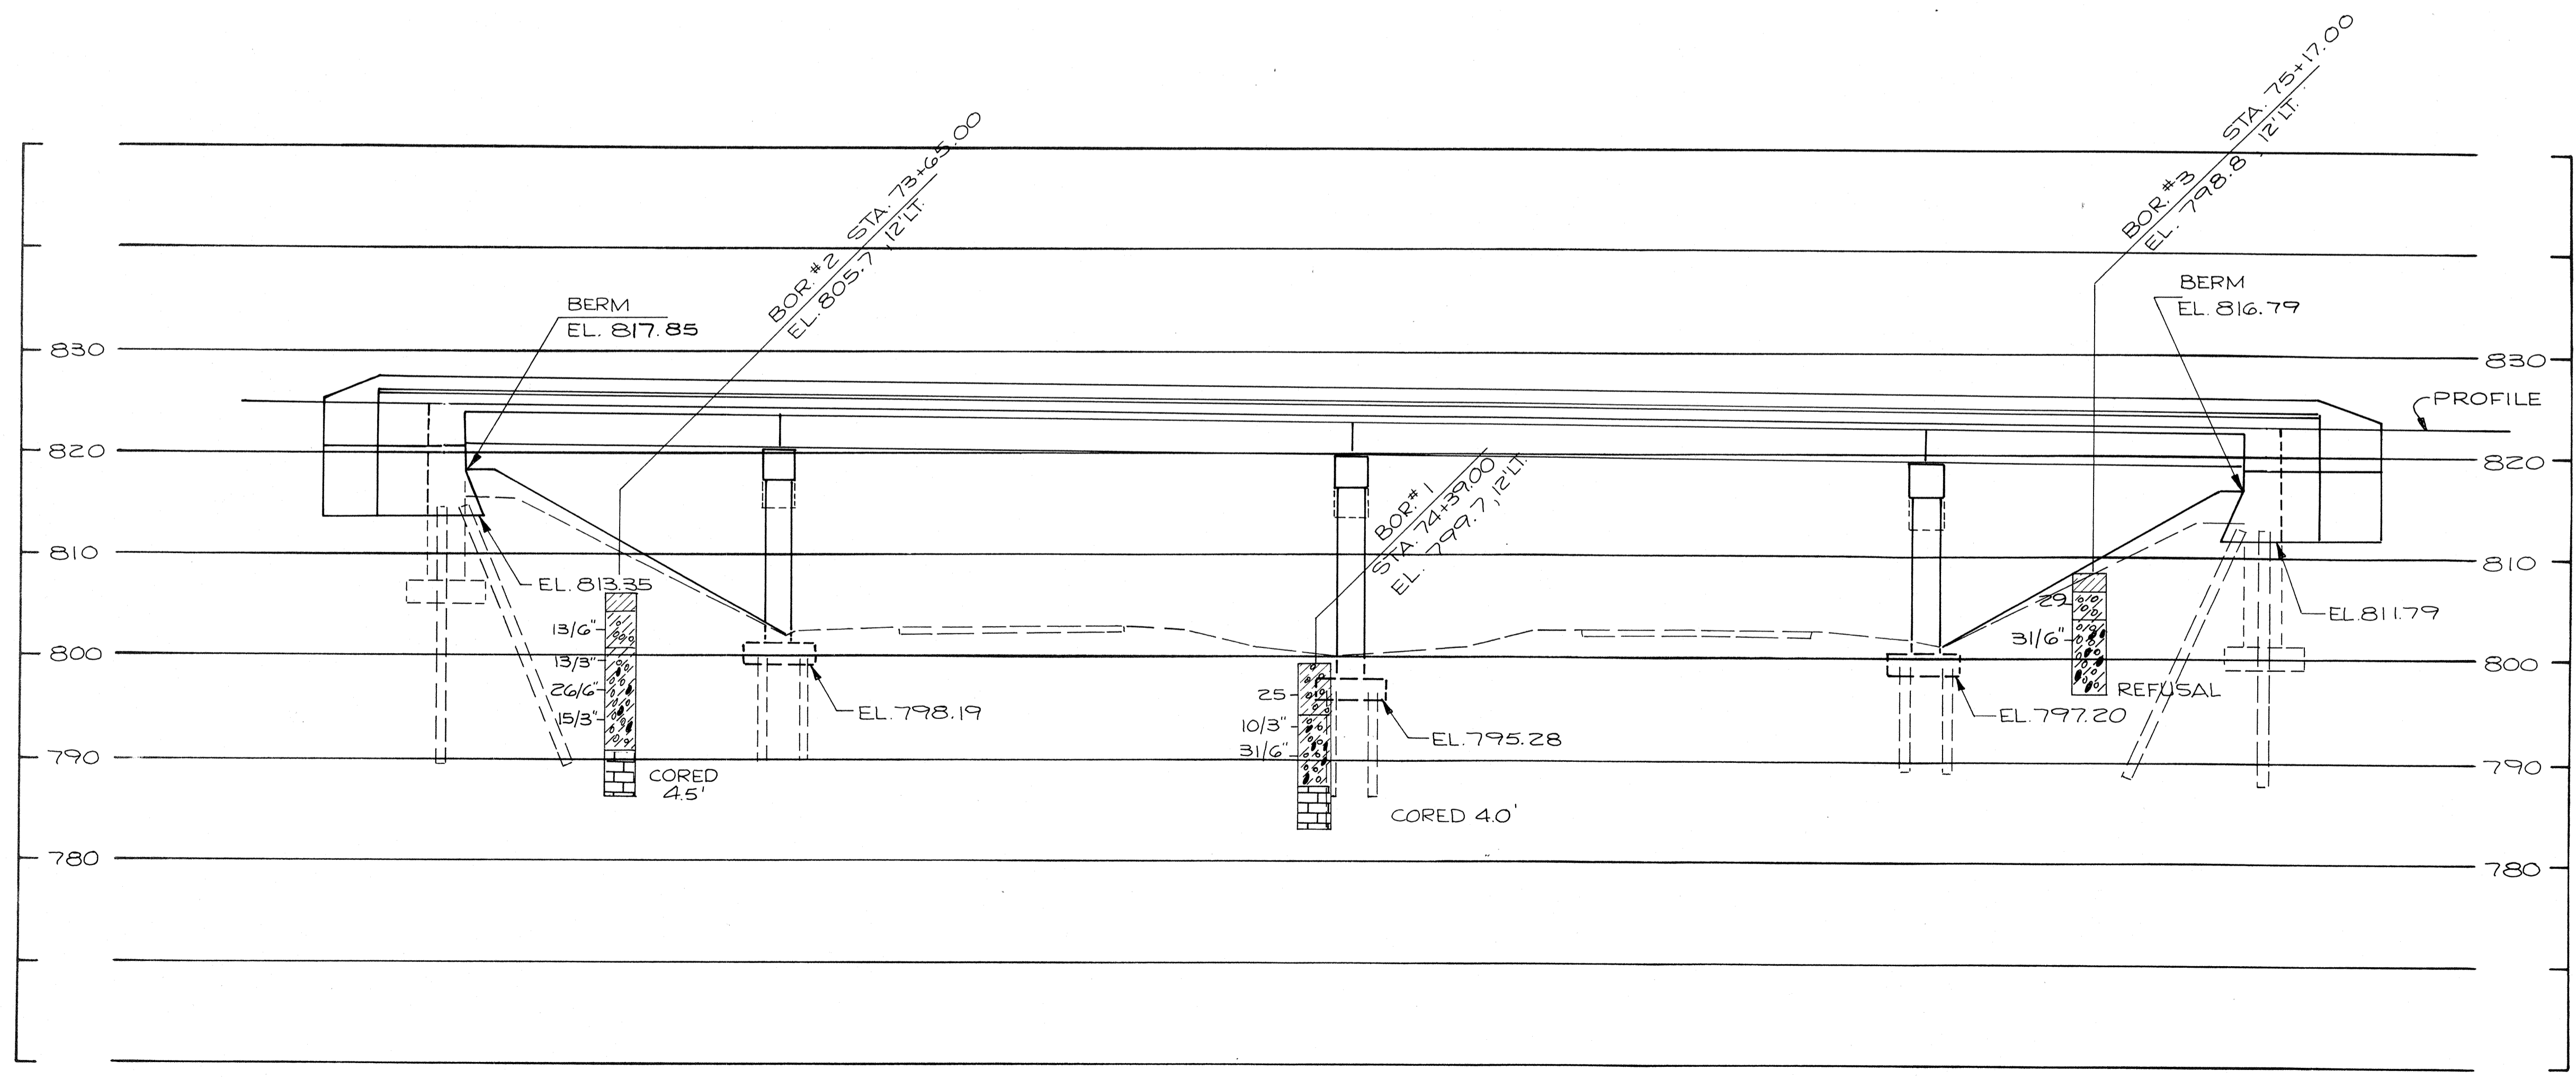 BOR. #3 STA. 75+17.00
EL. 798.8, 12' LT.
BOR. #2 STA. 73+65.00
EL. 805.7, 12' LT.
BERM
EL. 817.85
BERM
EL. 816.79
830
830
PROFILE
820
820
BOR. #1
STA. 74+39.00
EL. 799.7, 12' LT.
810
810
EL. 813.35
EL. 811.79
13/6"
29
31/6"
800
13/3"
800
26/6"
15/3"
25
REFUSAL
EL. 798.19
EL. 797.20
10/3"
EL. 795.28
31/6"
790
790
CORED
4.5'
CORED 4.0'
780
780